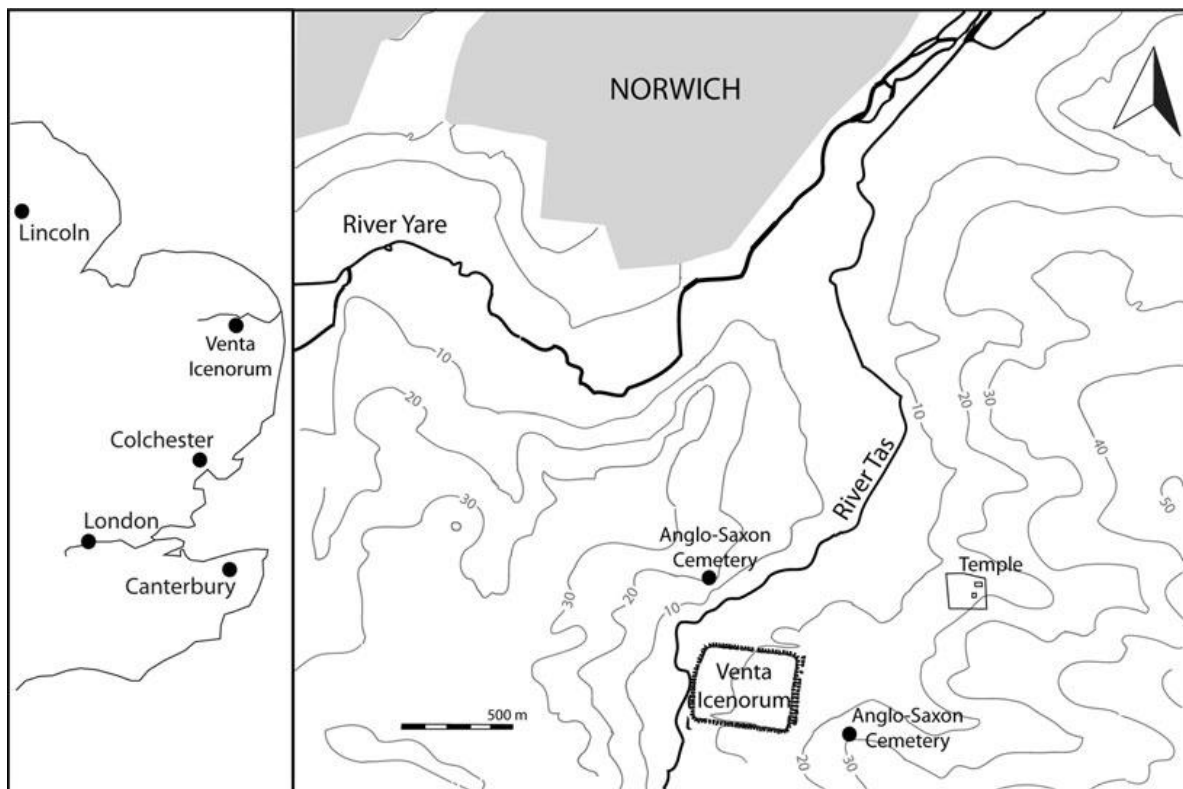 Lincoln
Venta
Icenorum
Colchester
London
Canterbury
NORWICH
River Yare
10
20
30
River Tas
10
20
30
40
50
Anglo-Saxon
Cemetery
30
20
10
Temple
Venta
Icenorum
500 m
Anglo-Saxon
Cemetery
20
30